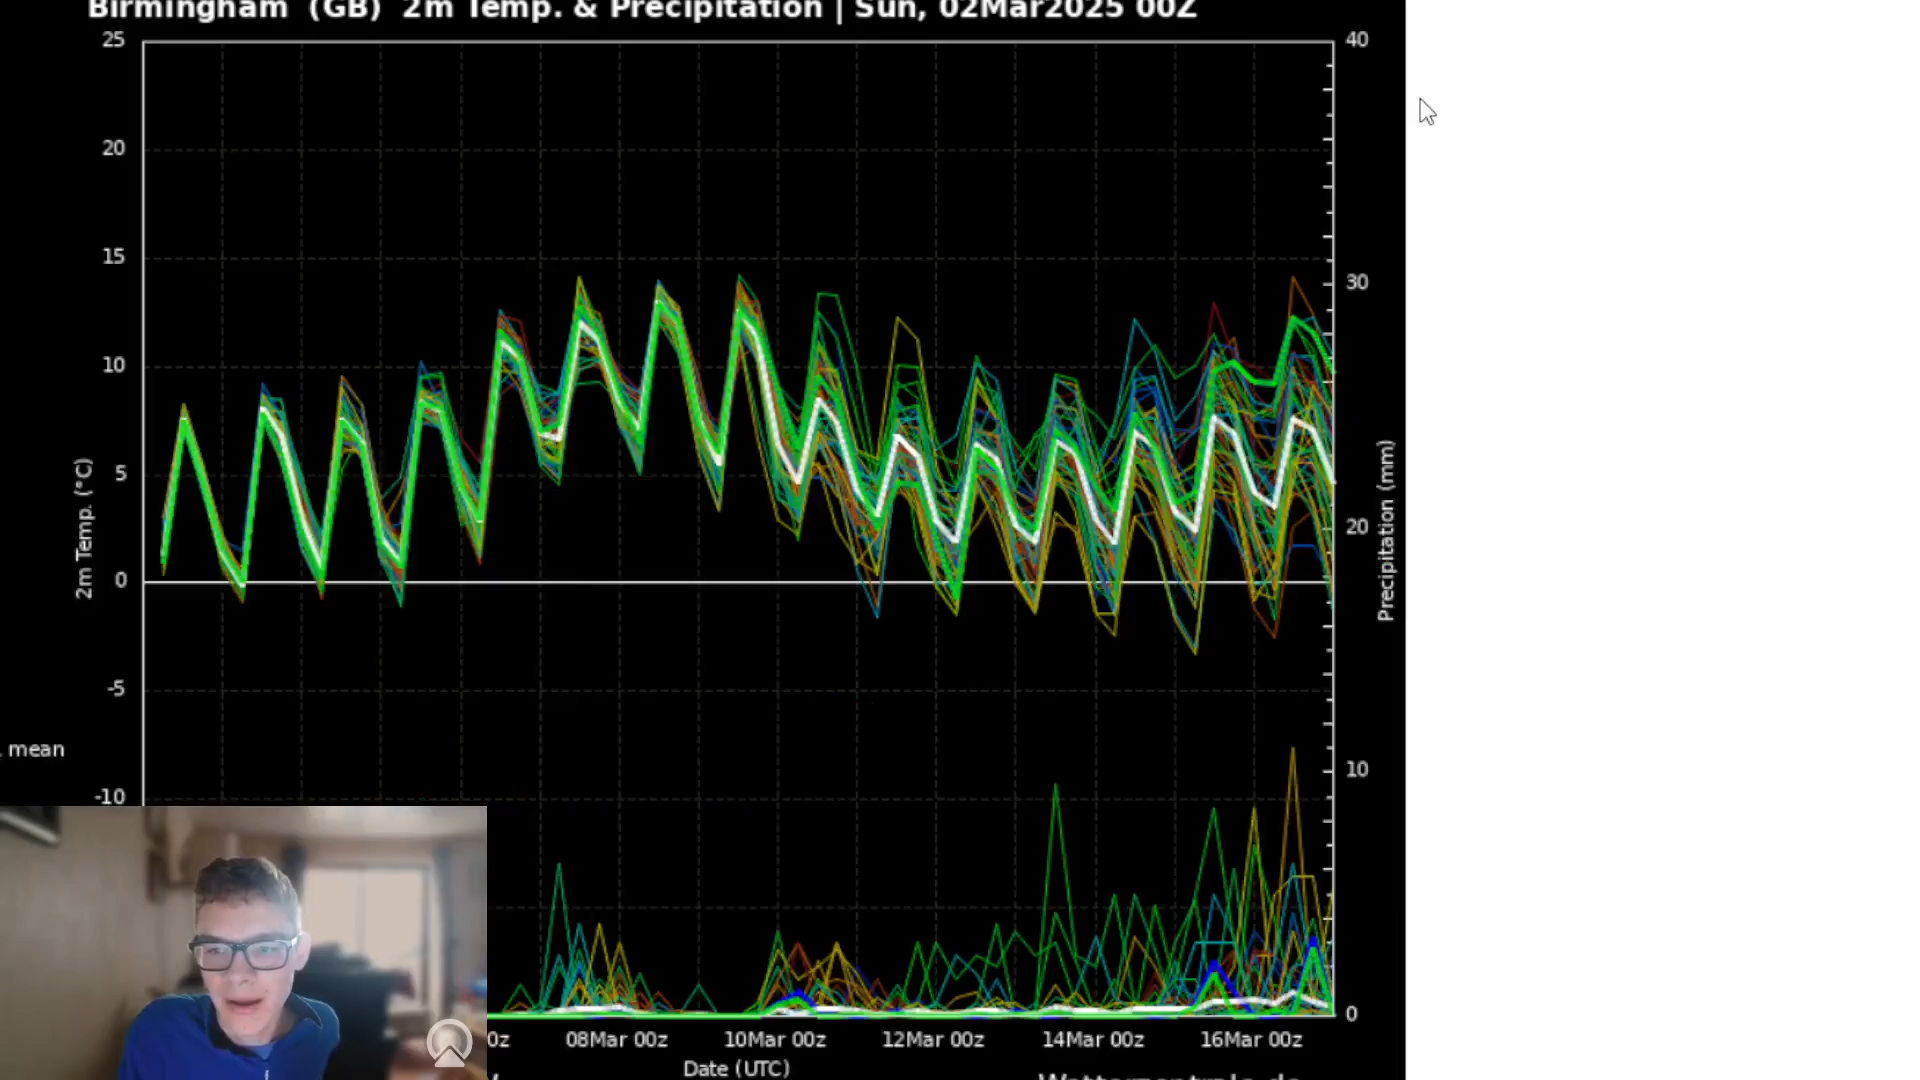 Birmingham (GB) 2m Temp. & Precipitation | Sun, 02Mar2025 00Z
25
20
15
10
5
0
-5
-10
2m Temp. (°C)
40
30
20
10
0
Precipitation (mm)
mean
0z
08Mar 00z
10Mar 00z
12Mar 00z
14Mar 00z
16Mar 00z
Date (UTC)
Wetterzentrale.de